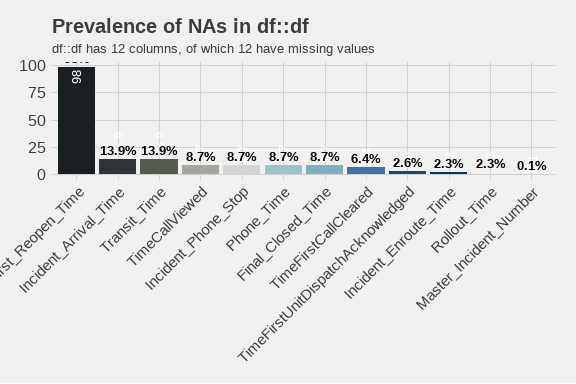 Prevalence of NAs in df::df
df::df has 12 columns, of which 12 have missing values
100
75
50
25
0
98
13.9%
13.9%
8.7%
8.7%
8.7%
8.7%
6.4%
2.6%
2.3%
2.3%
0.1%
rst_Reopen_Time
Incident_Arrival_Time
Transit_Time
TimeCallViewed
Incident_Phone_Stop
Phone_Time
Final_Closed_Time
TimeFirstCallCleared
TimeFirstUnitDispatchAcknowledged
Incident_Enroute_Time
Rollout_Time
Master_Incident_Number